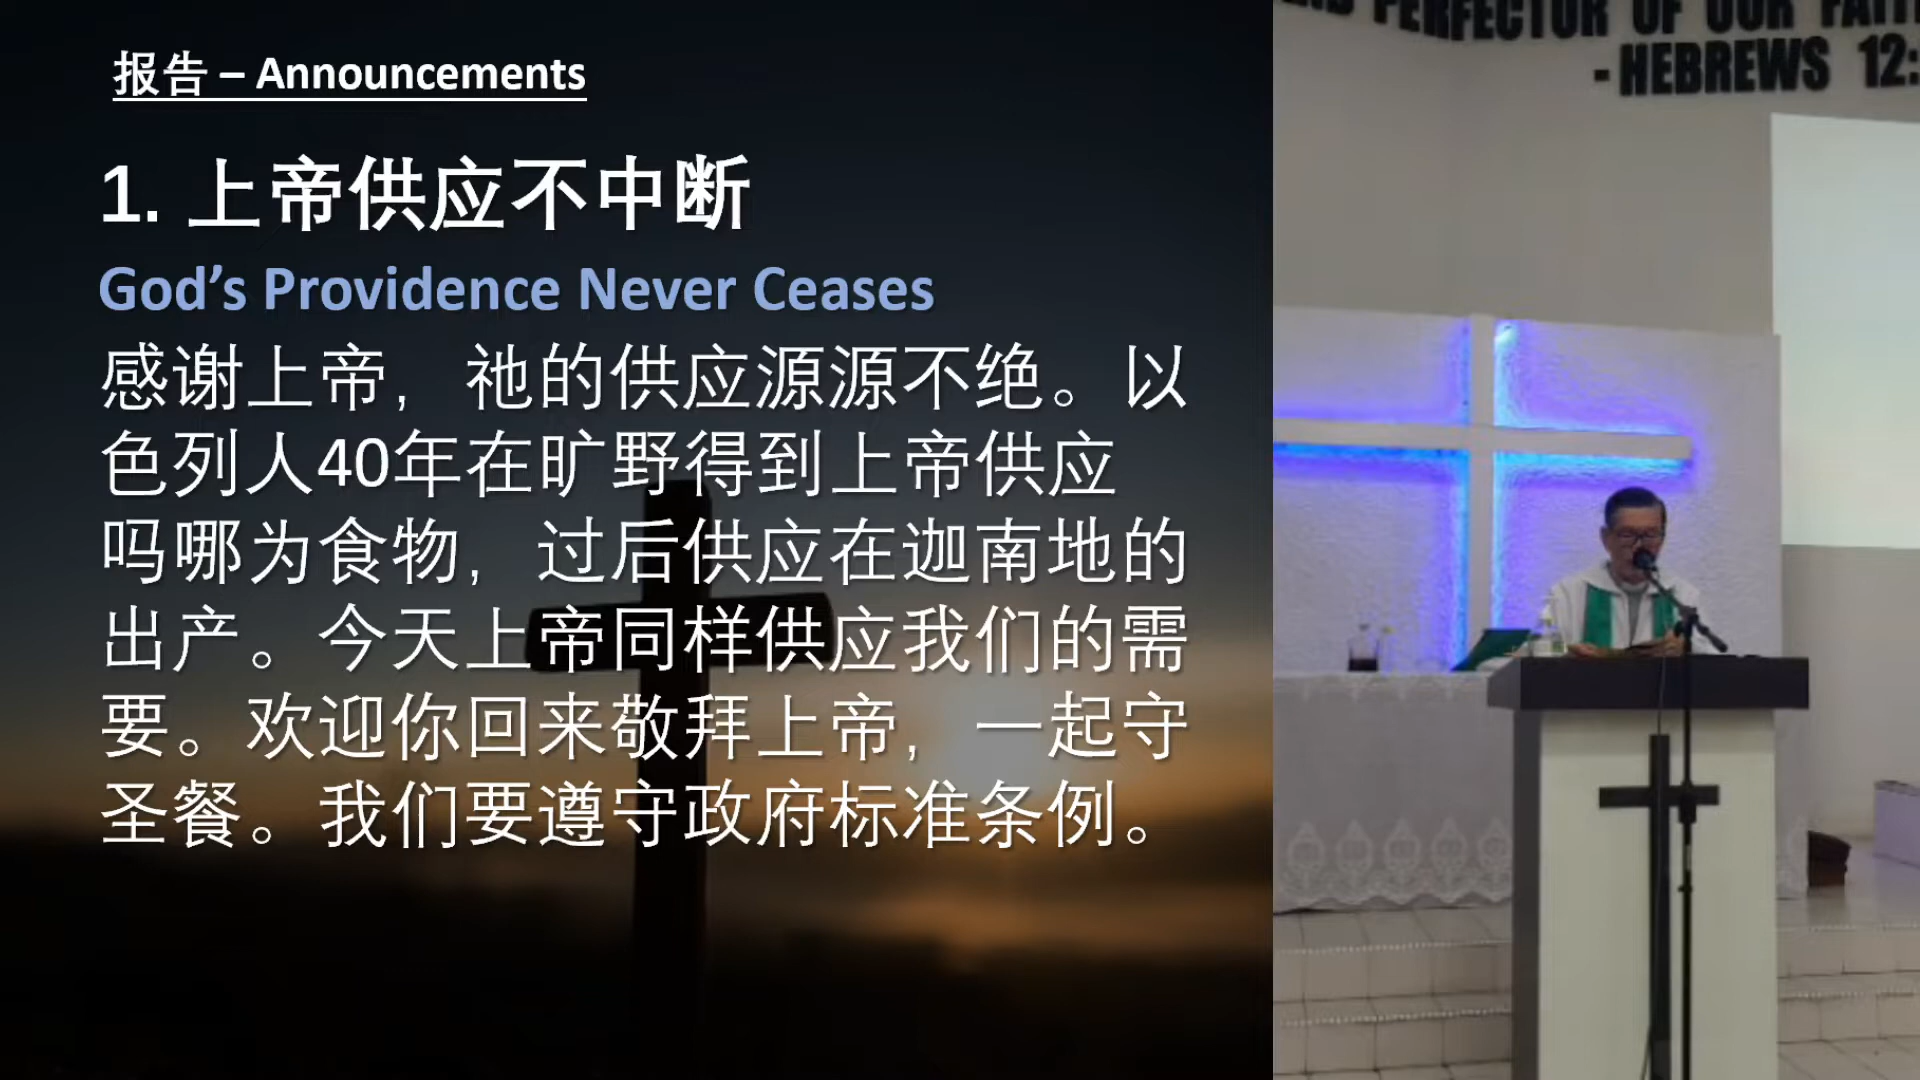 报告 – Announcements
1. 上帝供应不中断
God’s Providence Never Ceases
感谢上帝，祂的供应源源不绝。以
色列人40年在旷野得到上帝供应
吗哪为食物，过后供应在迦南地的
出产。今天上帝同样供应我们的需
要。欢迎你回来敬拜上帝，一起守
圣餐。我们要遵守政府标准条例。
PERFECTOR OF OUR
- HEBREWS 12: